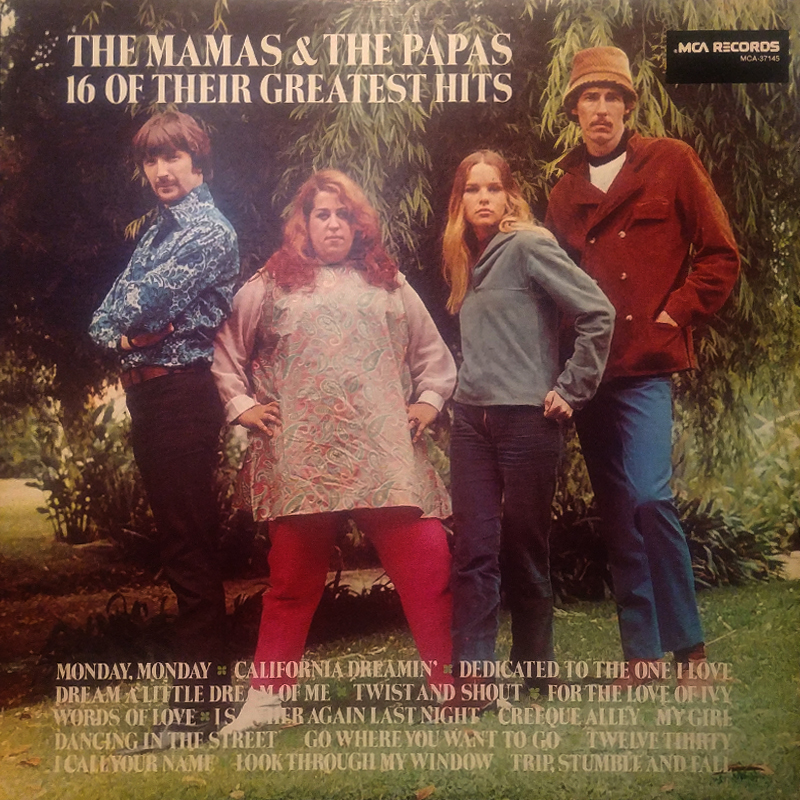 THE MAMAS & THE PAPAS
16 OF THEIR GREATEST HITS
.MCA RECORDS
MCA-37145
MONDAY, MONDAY CALIFORNIA DREAMIN' DEDICATED TO THE ONE I LOVE
DREAM A LITTLE DREAM OF ME TWIST AND SHOUT FOR THE LOVE OF IVY
WORDS OF LOVE I SAW HER AGAIN LAST NIGHT CREEQUE ALLEY MY GIRL
DANCING IN THE STREET GO WHERE YOU WANT TO GO TWELVE THIRTY
I CALL YOUR NAME LOOK THROUGH MY WINDOW TRIP, STUMBLE AND FALL